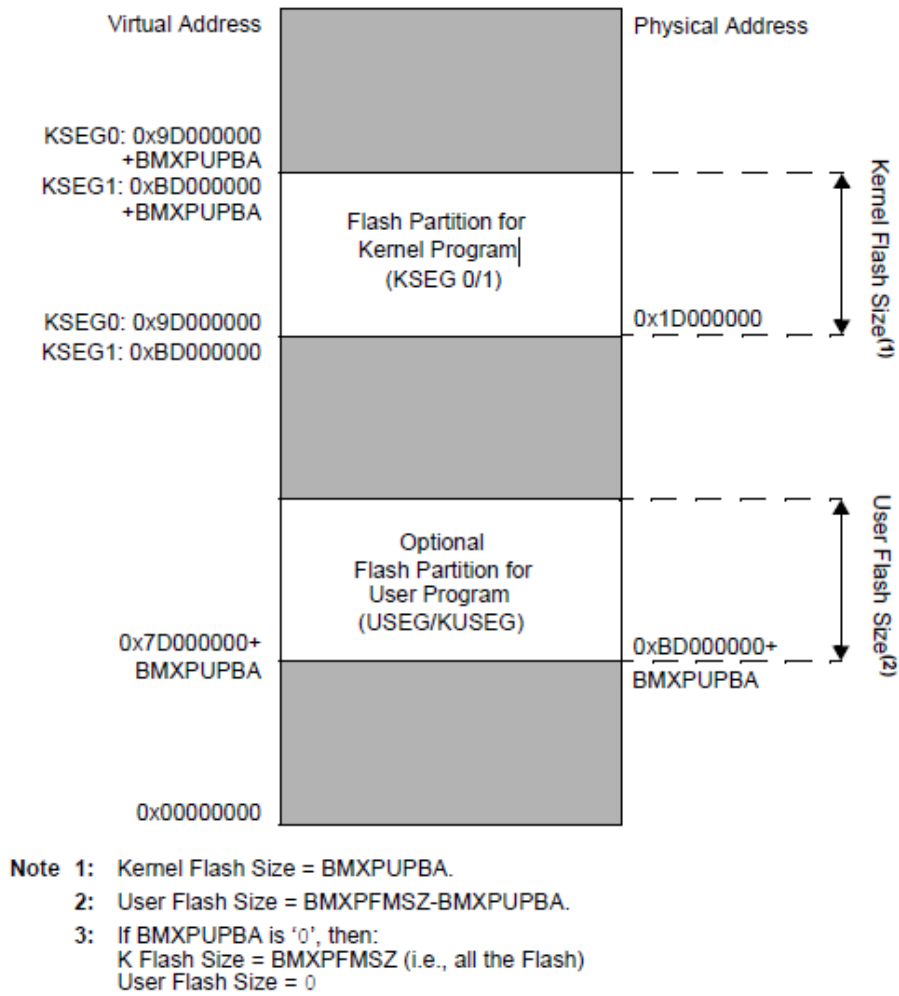 Virtual Address
Physical Address
KSEG0: 0x9D000000
+BMXPUPBA
KSEG1: 0xBD000000
+BMXPUPBA
Flash Partition for
Kernel Program
(KSEG 0/1)
Kernel Flash Size(1)
KSEG0: 0x9D000000
KSEG1: 0xBD000000
0x1D000000
Optional
Flash Partition for
User Program
(USEG/KUSEG)
User Flash Size(2)
0x7D000000+
BMXPUPBA
0xBD000000+
BMXPUPBA
0x00000000
Note 1: Kernel Flash Size = BMXPUPBA.
2: User Flash Size = BMXPFMSZ-BMXPUPBA.
3: If BMXPUPBA is ‘0’, then:
K Flash Size = BMXPFMSZ (i.e., all the Flash)
User Flash Size = 0